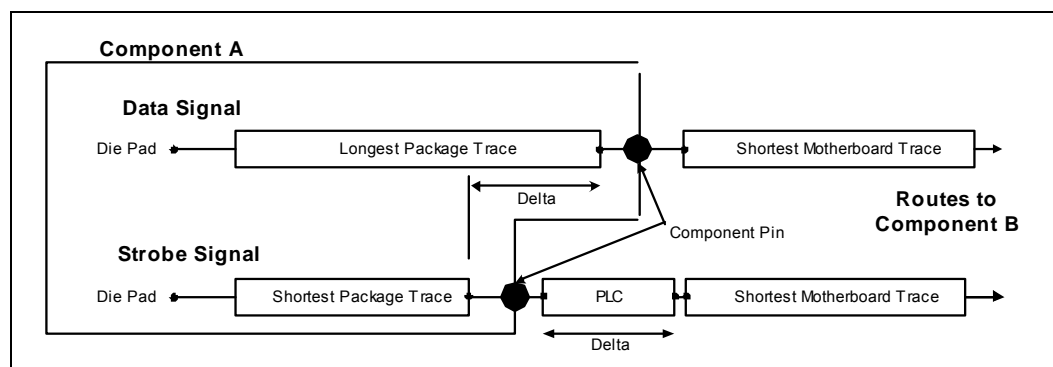 Component A
Data Signal
Die Pad
Longest Package Trace
Shortest Motherboard Trace
Delta
Routes to
Component B
Component Pin
Strobe Signal
Die Pad
Shortest Package Trace
PLC
Shortest Motherboard Trace
Delta